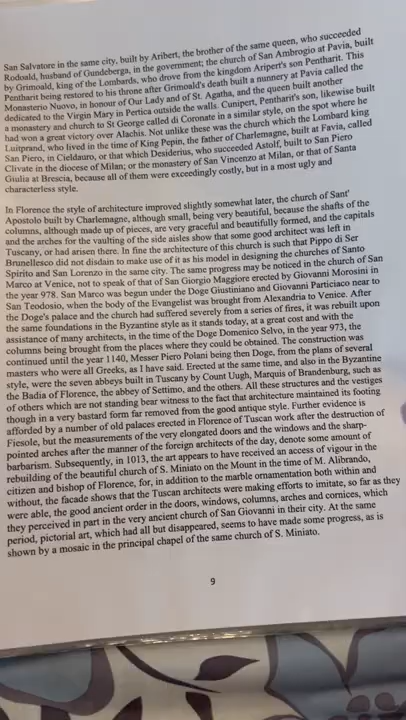 San Salvatore in the same city, built by Aribert, the brother of the same queen, who succeeded
Rodoald, husband of Gundeberga, in the government; the church of San Ambrogio at Pavia, built
by Grimoald, king of the Lombards, who drove from the kingdom Aripert's son Pentharit. This
Pentharit being restored to his throne after Grimoald's death built a nunnery at Pavia called the
Monasterio Nuovo, in honour of Our Lady and of St. Agatha, and the queen built another
dedicated to the Virgin Mary in Pertica outside the walls. Cunipert, Pentharit's son, likewise built
a monastery and church to St George called di Coronate in a similar style, on the spot where he
had won a great victory over Alachis. Not unlike these was the church which the Lombard king
Luitprand, who lived in the time of King Pepin, the father of Charlemagne, built at Pavia, called
San Piero, in Cieldauro, or that which Desiderius, who succeeded Astolf, built to San Piero
Clivate in the diocese of Milan; or the monastery of San Vincenzo at Milan, or that of Santa
Giulia at Brescia, because all of them were exceedingly costly, but in a most ugly and
characterless style.
In Florence the style of architecture improved slightly somewhat later, the church of Sant'
Apostolo built by Charlemagne, although small, being very beautiful, because the shafts of the
columns, although made up of pieces, are very graceful and beautifully formed, and the capitals
and the arches for the vaulting of the side aisles show that some good architect was left in
Tuscany, or had arisen there. In fine the architecture of this church is such that Pippo di Ser
Brunellesco did not disdain to make use of it as his model in designing the churches of Santo
Spirito and San Lorenzo in the same city. The same progress may be noticed in the church of San
Marco at Venice, not to speak of that of San Giorgio Maggiore erected by Giovanni Morosini in
the year 978. San Marco was begun under the Doge Giustiniano and Giovanni Particiaco near to
San Teodosio, when the body of the Evangelist was brought from Alexandria to Venice. After
the Doge's palace and the church had suffered severely from a series of fires, it was rebuilt upon
the same foundations in the Byzantine style as it stands today, at a great cost and with the
assistance of many architects, in the time of the Doge Domenico Selvo, in the year 973, the
columns being brought from the places where they could be obtained. The construction was
continued until the year 1140, Messer Piero Polani being then Doge, from the plans of several
masters who were all Greeks, as I have said. Erected at the same time, and also in the Byzantine
style, were the seven abbeys built in Tuscany by Count Uugh, Marquis of Brandenburg, such as
the Badia of Florence, the abbey of Settimo, and the others. All these structures and the vestiges
of others which are not standing bear witness to the fact that architecture maintained its footing
though in a very bastard form far removed from the good antique style. Further evidence is
afforded by a number of old palaces erected in Florence of Tuscan work after the destruction of
Fiesole, but the measurements of the very elongated doors and the windows and the sharp-
pointed arches after the manner of the foreign architects of the day, denote some amount of
barbarism. Subsequently, in 1013, the art appears to have received an access of vigour in the
rebuilding of the beautiful church of S. Miniato on the Mount in the time of M. Alibrando,
citizen and bishop of Florence, for, in addition to the marble ornamentation both within and
without, the facade shows that the Tuscan architects were making efforts to imitate, so far as they
were able, the good ancient order in the doors, windows, columns, arches and cornices, which
they perceived in part in the very ancient church of San Giovanni in their city. At the same
period, pictorial art, which had all but disappeared, seems to have made some progress, as is
shown by a mosaic in the principal chapel of the same church of S. Miniato.
9